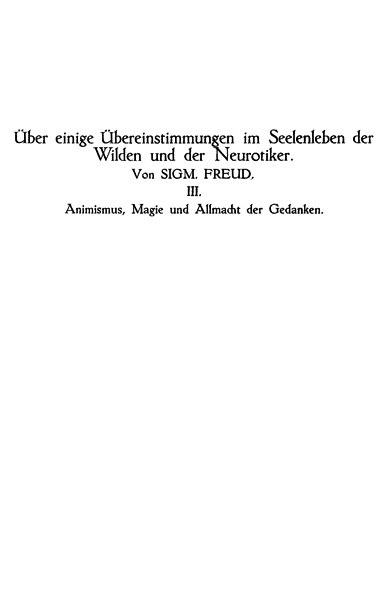 Über einige Übereinstimmungen im Seelenleben der
Wilden und der Neurotiker.
Von SIGM. FREUD.
III.
Animismus, Magie und Allmacht der Gedanken.